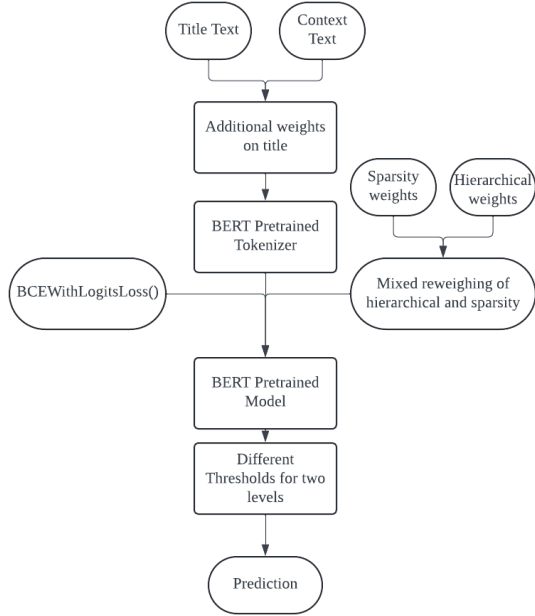 Title Text
Context
Text
Additional weights
on title
Sparsity
weights
Hierarchical
weights
BERT Pretrained
Tokenizer
BCEWithLogitsLoss()
Mixed reweighing of
hierarchical and sparsity
BERT Pretrained
Model
Different
Thresholds for two
levels
Prediction